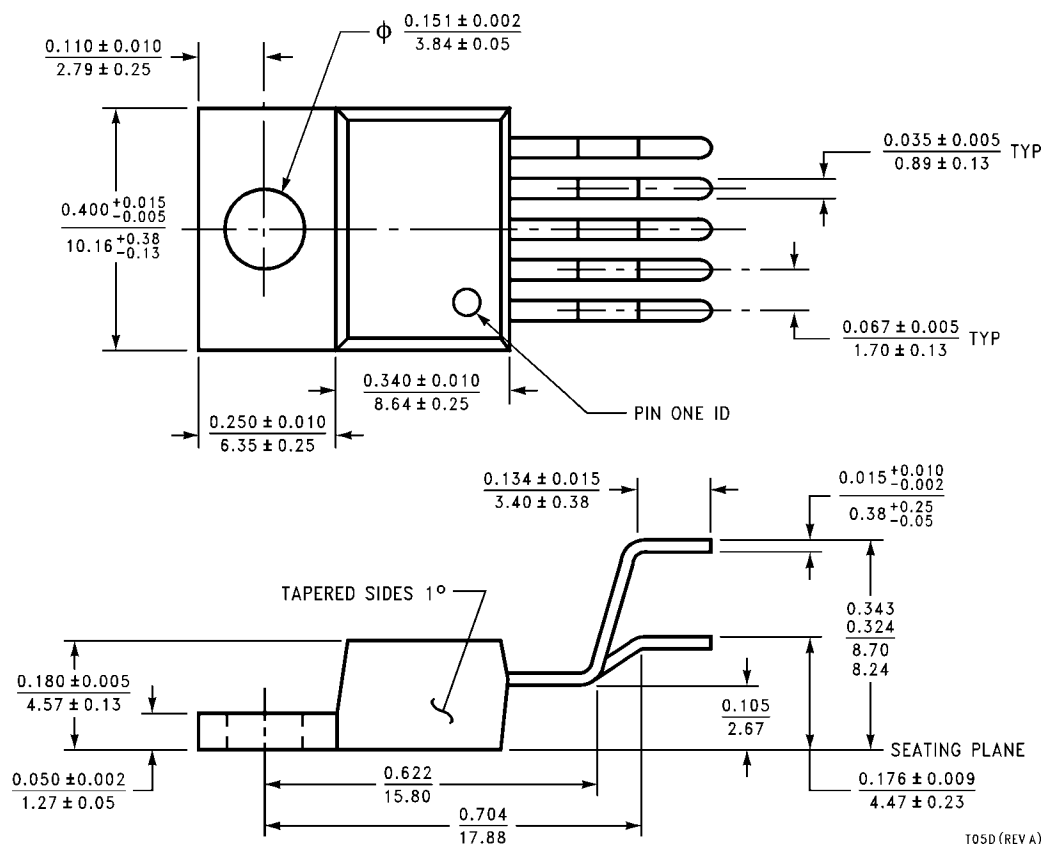 ϕ 0.151 ± 0.002
3.84 ± 0.05
0.110 ± 0.010
2.79 ± 0.25
0.035 ± 0.005 TYP
0.89 ± 0.13
0.400 +0.015 -0.005
10.16 +0.38 -0.13
0.067 ± 0.005 TYP
1.70 ± 0.13
0.340 ± 0.010
8.64 ± 0.25
PIN ONE ID
0.250 ± 0.010
6.35 ± 0.25
0.134 ± 0.015
3.40 ± 0.38
0.015 +0.010 -0.002
0.38 +0.25 -0.05
TAPERED SIDES 1°
0.343
0.324
8.70
8.24
0.180 ± 0.005
4.57 ± 0.13
0.105
2.67
SEATING PLANE
0.050 ± 0.002
1.27 ± 0.05
0.622
15.80
0.176 ± 0.009
4.47 ± 0.23
0.704
17.88
T05D (REV A)